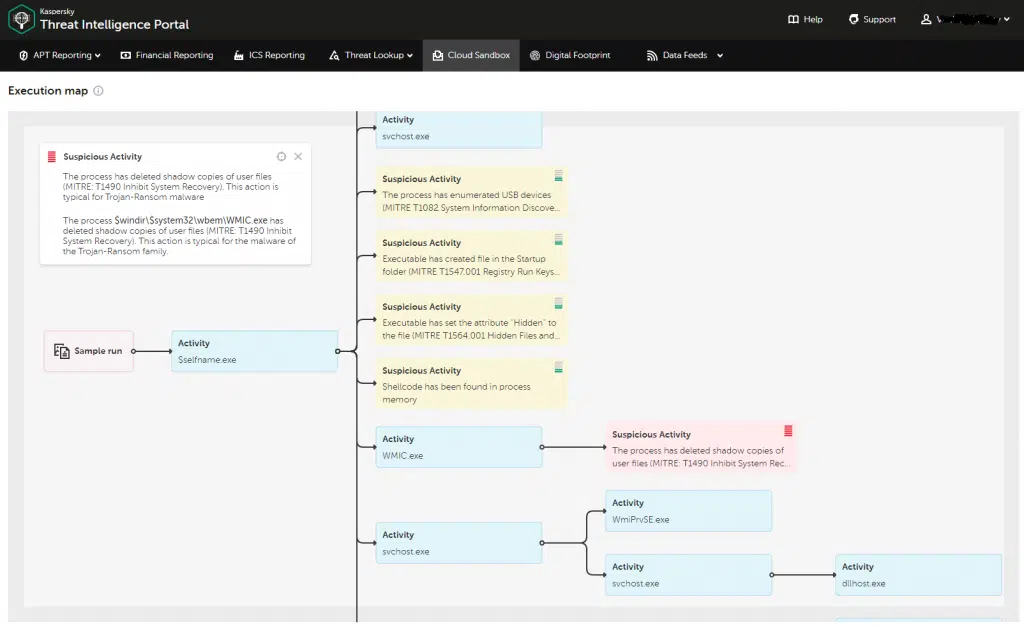 Kaspersky
Threat Intelligence Portal
Help
Support
APT Reporting
Financial Reporting
ICS Reporting
Threat Lookup
Cloud Sandbox
Digital Footprint
Data Feeds
Execution map
Suspicious Activity
The process has deleted shadow copies of user files
(MITRE: T1490 Inhibit System Recovery). This action is
typical for Trojan-Ransom malware
The process $windir\$system32\wbem\WMIC.exe has
deleted shadow copies of user files (MITRE: T1490 Inhibit
System Recovery). This action is typical for the malware of
the Trojan-Ransom family.
Sample run
Activity
$selfname.exe
Activity
svchost.exe
Suspicious Activity
The process has enumerated USB devices
(MITRE T1082 System Information Discove...
Suspicious Activity
Executable has created file in the Startup
folder (MITRE T1547.001 Registry Run Keys...
Suspicious Activity
Executable has set the attribute "Hidden" to
the file (MITRE T1564.001 Hidden Files and...
Suspicious Activity
Shellcode has been found in process
memory
Activity
WMIC.exe
Suspicious Activity
The process has deleted shadow copies of
user files (MITRE: T1490 Inhibit System Rec...
Activity
svchost.exe
Activity
WmiPrvSE.exe
Activity
svchost.exe
Activity
dllhost.exe